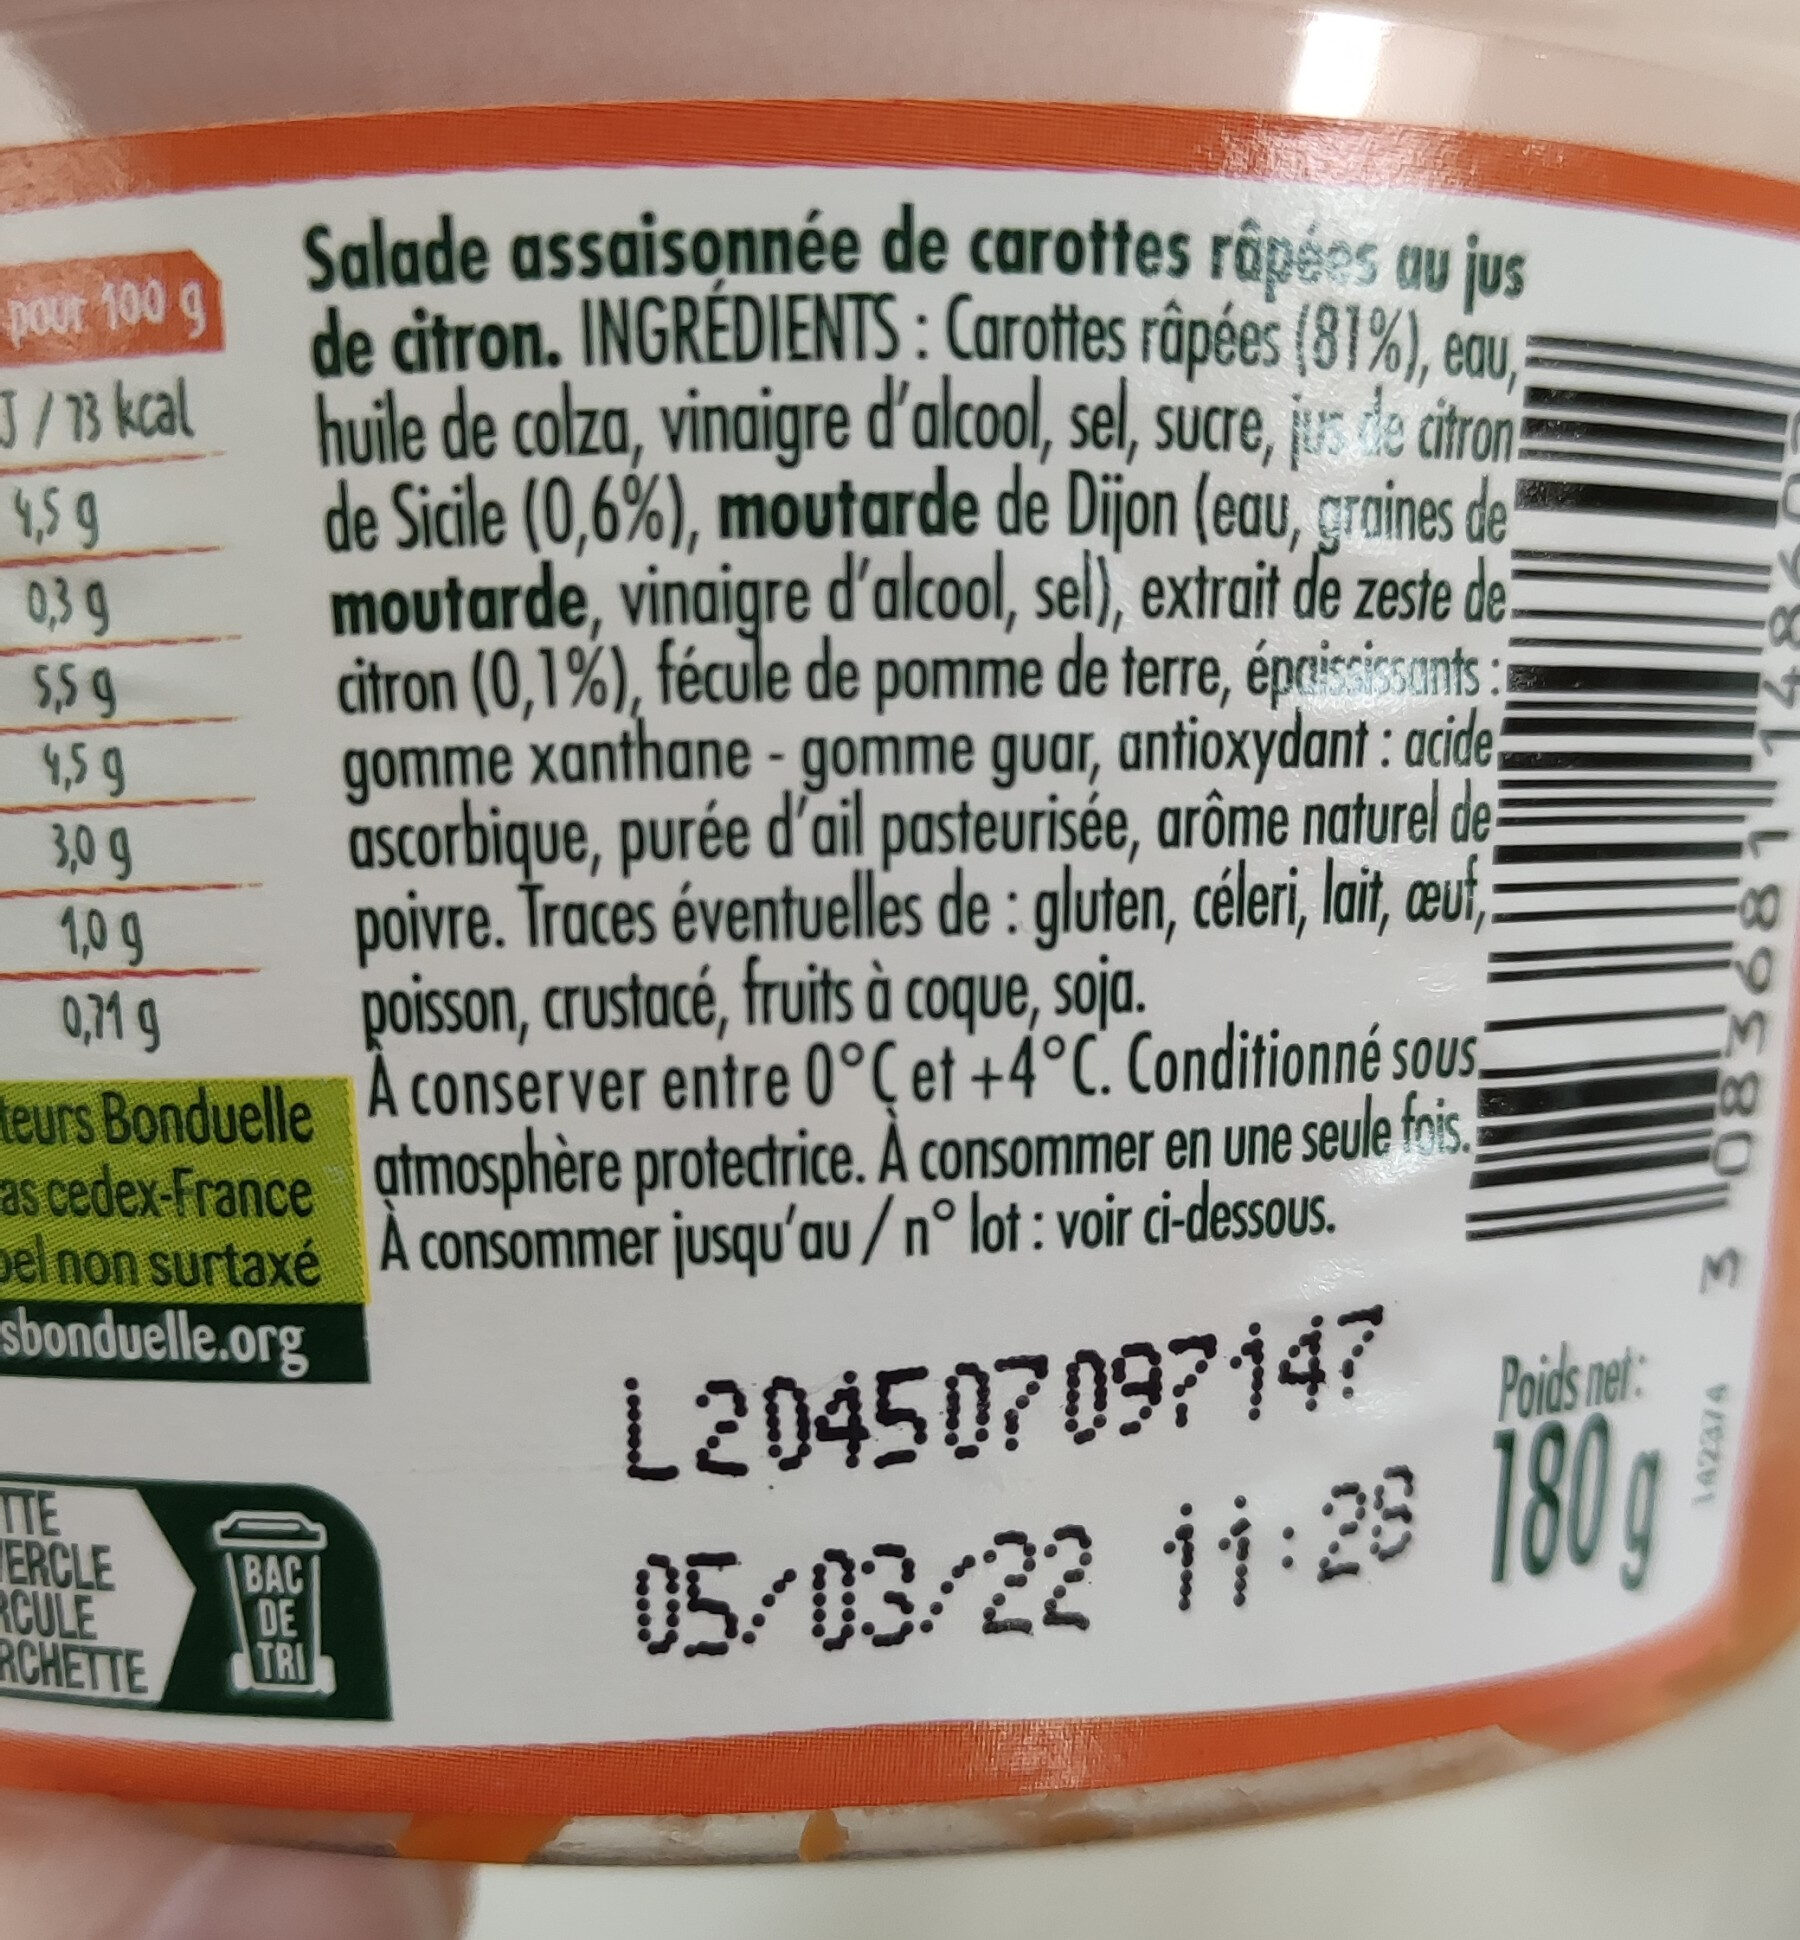 pour 100 g
J / 73 kcal
4,5 g
0,3 g
5,5 g
4,5 g
3,0 g
1,0 g
0,71 g
teurs Bonduelle
as cedex-France
pel non surtaxé
sbonduelle.org
TTE
VERCLE
RCULE
RCHETTE
BAC
DE
TRI
Salade assaisonnée de carottes râpées au jus
de citron. INGRÉDIENTS : Carottes râpées (81%), eau,
huile de colza, vinaigre d'alcool, sel, sucre, jus de citron
de Sicile (0,6%), moutarde de Dijon (eau, graines de
moutarde, vinaigre d'alcool, sel), extrait de zeste de
citron (0,1%), fécule de pomme de terre, épaississants :
gomme xanthane - gomme guar, antioxydant : acide
ascorbique, purée d'ail pasteurisée, arôme naturel de
poivre. Traces éventuelles de : gluten, céleri, lait, œuf,
poisson, crustacé, fruits à coque, soja.
À conserver entre 0°C et +4°C. Conditionné sous
atmosphère protectrice. À consommer en une seule fois.
À consommer jusqu'au / n° lot : voir ci-dessous.
L204507097147
05/03/22 11:28
Poids net :
180 g